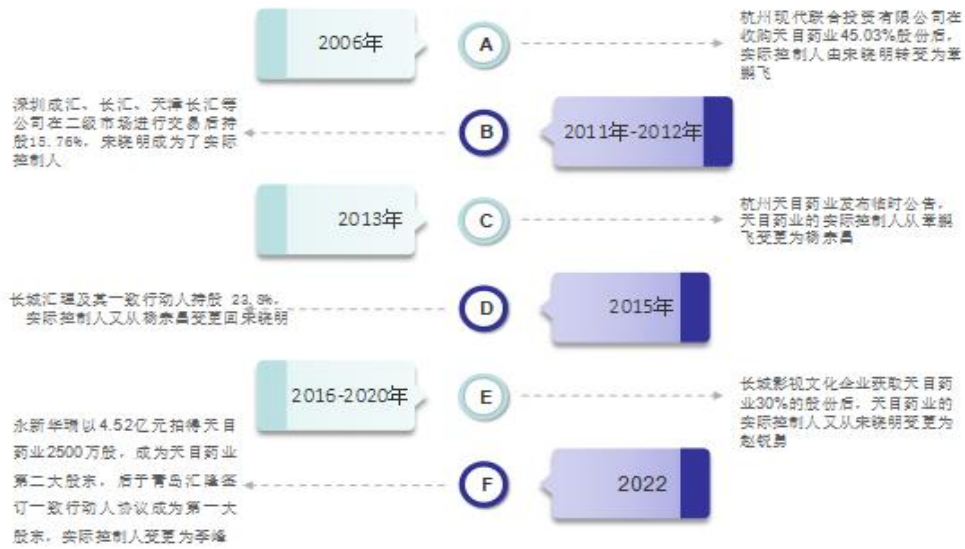 2006年
A
杭州现代联合投资有限公司在
收购天目药业45.03%股份后，
实际控制人由宋晓明转变为章
鹏飞
深圳成汇、长汇、天津长汇等
公司在二级市场进行交易后持
股15.76%，宋晓明成为了实际
控制人
B
2011年-2012年
2013年
C
杭州天目药业发布临时公告，
天目药业的实际控制人从章鹏
飞变更为杨宗昌
长城汇理及其一致行动人持股 23.8%，
实际控制人又从杨宗昌变更回宋晓明
D
2015年
2016-2020年
E
长城影视文化企业获取天目药
业30%的股份后，天目药业的
实际控制人又从宋晓明变更为
赵锐勇
永新华瑞以4.52亿元拍得天目
药业2500万股，成为天目药业
第二大股东，后于青岛汇隆签
订一致行动人协议成为第一大
股东，实际控制人变更为李峰
F
2022